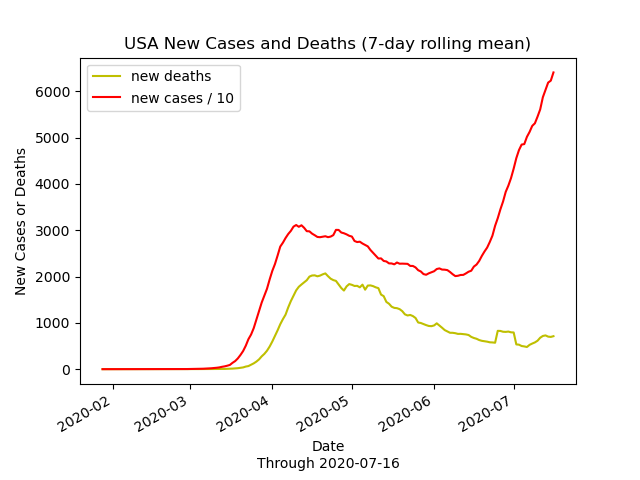 USA New Cases and Deaths (7-day rolling mean)
new deaths
new cases / 10
6000
5000
4000
3000
2000
1000
0
New Cases or Deaths
2020-02
2020-03
2020-04
2020-05
2020-06
2020-07
Date
Through 2020-07-16